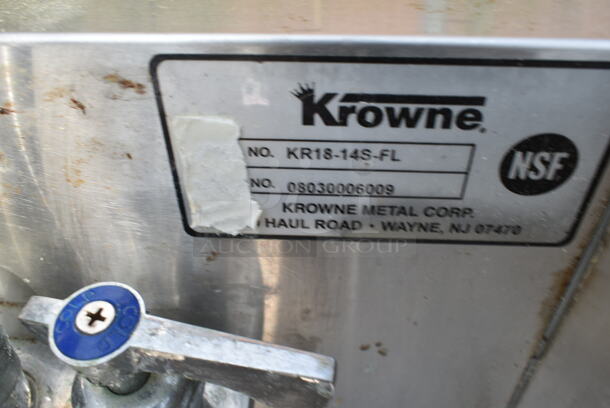 Krowne®
NO. KR18-14S-FL
NO. 08030006009
NSF
KROWNE METAL CORP.
HAUL ROAD • WAYNE, NJ 07470
AUCTION GROUP
COLD